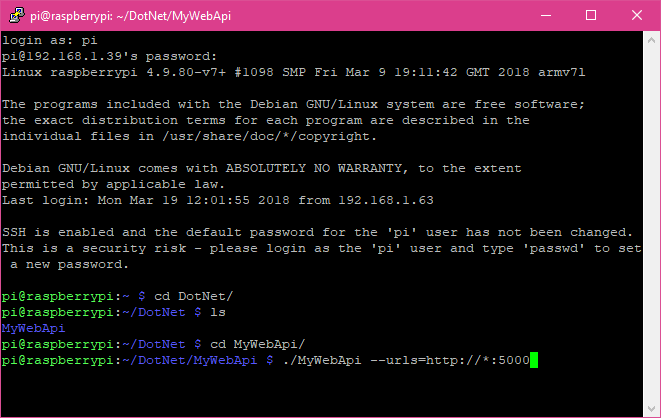 pi@raspberrypi: ~/DotNet/MyWebApi
login as: pi
pi@192.168.1.39's password:
Linux raspberrypi 4.9.80-v7+ #1098 SMP Fri Mar 9 19:11:42 GMT 2018 armv7l
The programs included with the Debian GNU/Linux system are free software;
the exact distribution terms for each program are described in the
individual files in /usr/share/doc/*/copyright.
Debian GNU/Linux comes with ABSOLUTELY NO WARRANTY, to the extent
permitted by applicable law.
Last login: Mon Mar 19 12:01:55 2018 from 192.168.1.63
SSH is enabled and the default password for the 'pi' user has not been changed.
This is a security risk - please login as the 'pi' user and type 'passwd' to set
 a new password.
pi@raspberrypi:~ $ cd DotNet/
pi@raspberrypi:~/DotNet $ ls
MyWebApi
pi@raspberrypi:~/DotNet $ cd MyWebApi/
pi@raspberrypi:~/DotNet/MyWebApi $ ./MyWebApi --urls=http://*:5000